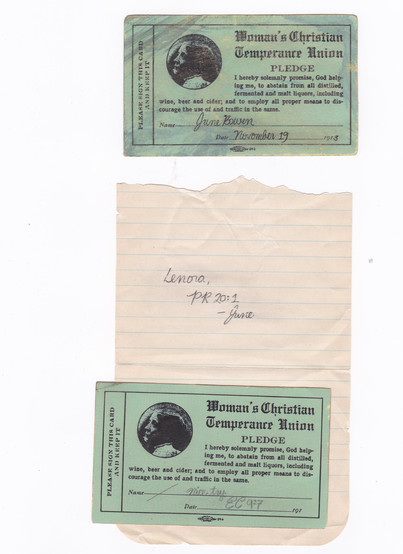 PLEASE SIGN THIS CARD
AND KEEP IT
Woman's Christian
Temperance Union
PLEDGE
I hereby solemnly promise, God help-
ing me, to abstain from all distilled,
fermented and malt liquors, including
wine, beer and cider; and to employ all proper means to dis-
courage the use of and traffic in the same.
Name June Bowen
Date November 19 1918
Lenora,
PR 20:1
- June
PLEASE SIGN THIS CARD
AND KEEP IT
Woman's Christian
Temperance Union
PLEDGE
I hereby solemnly promise, God help-
ing me, to abstain from all distilled,
fermented and malt liquors, including
wine, beer and cider; and to employ all proper means to dis-
courage the use of and traffic in the same.
Name nice try
Date EC 9:7 191